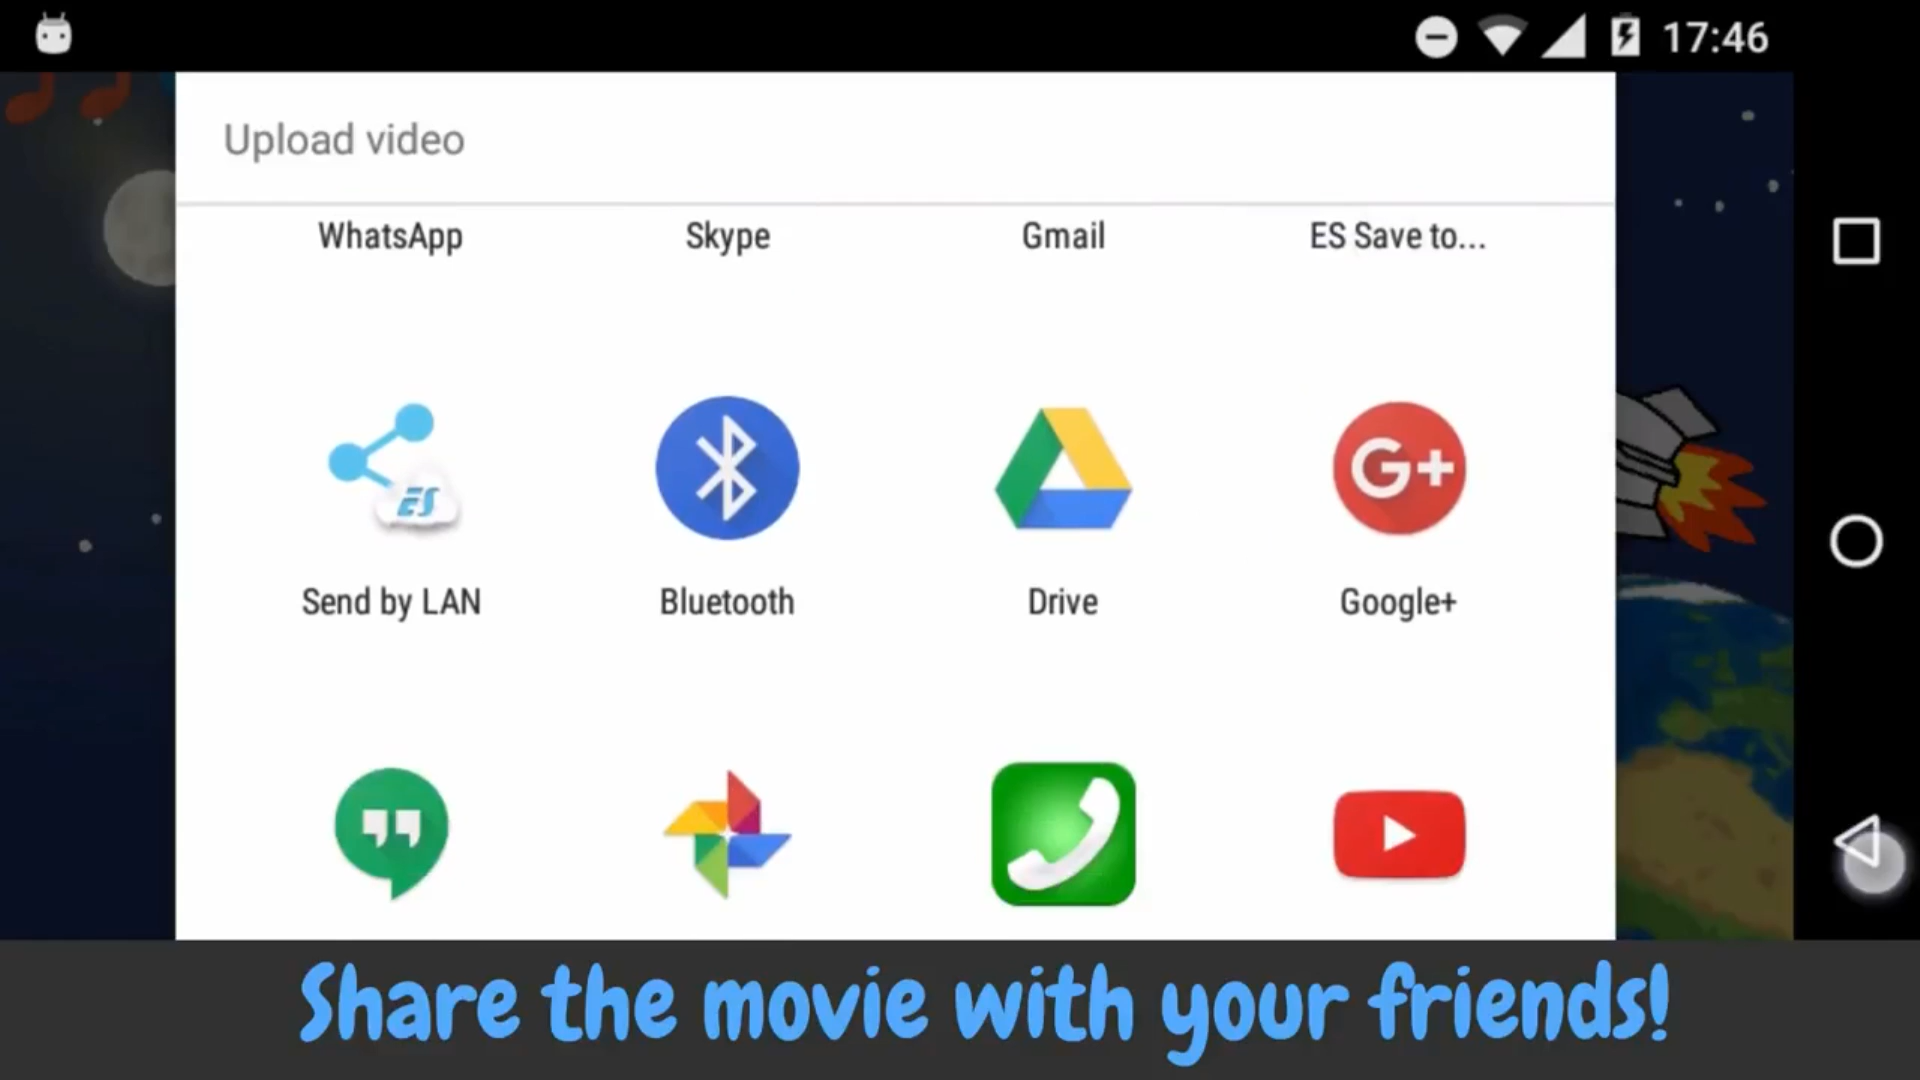 17:46
Upload video
WhatsApp Skype Gmail ES Save to...
ES G+
Send by LAN Bluetooth Drive Google+
Share the movie with your friends!